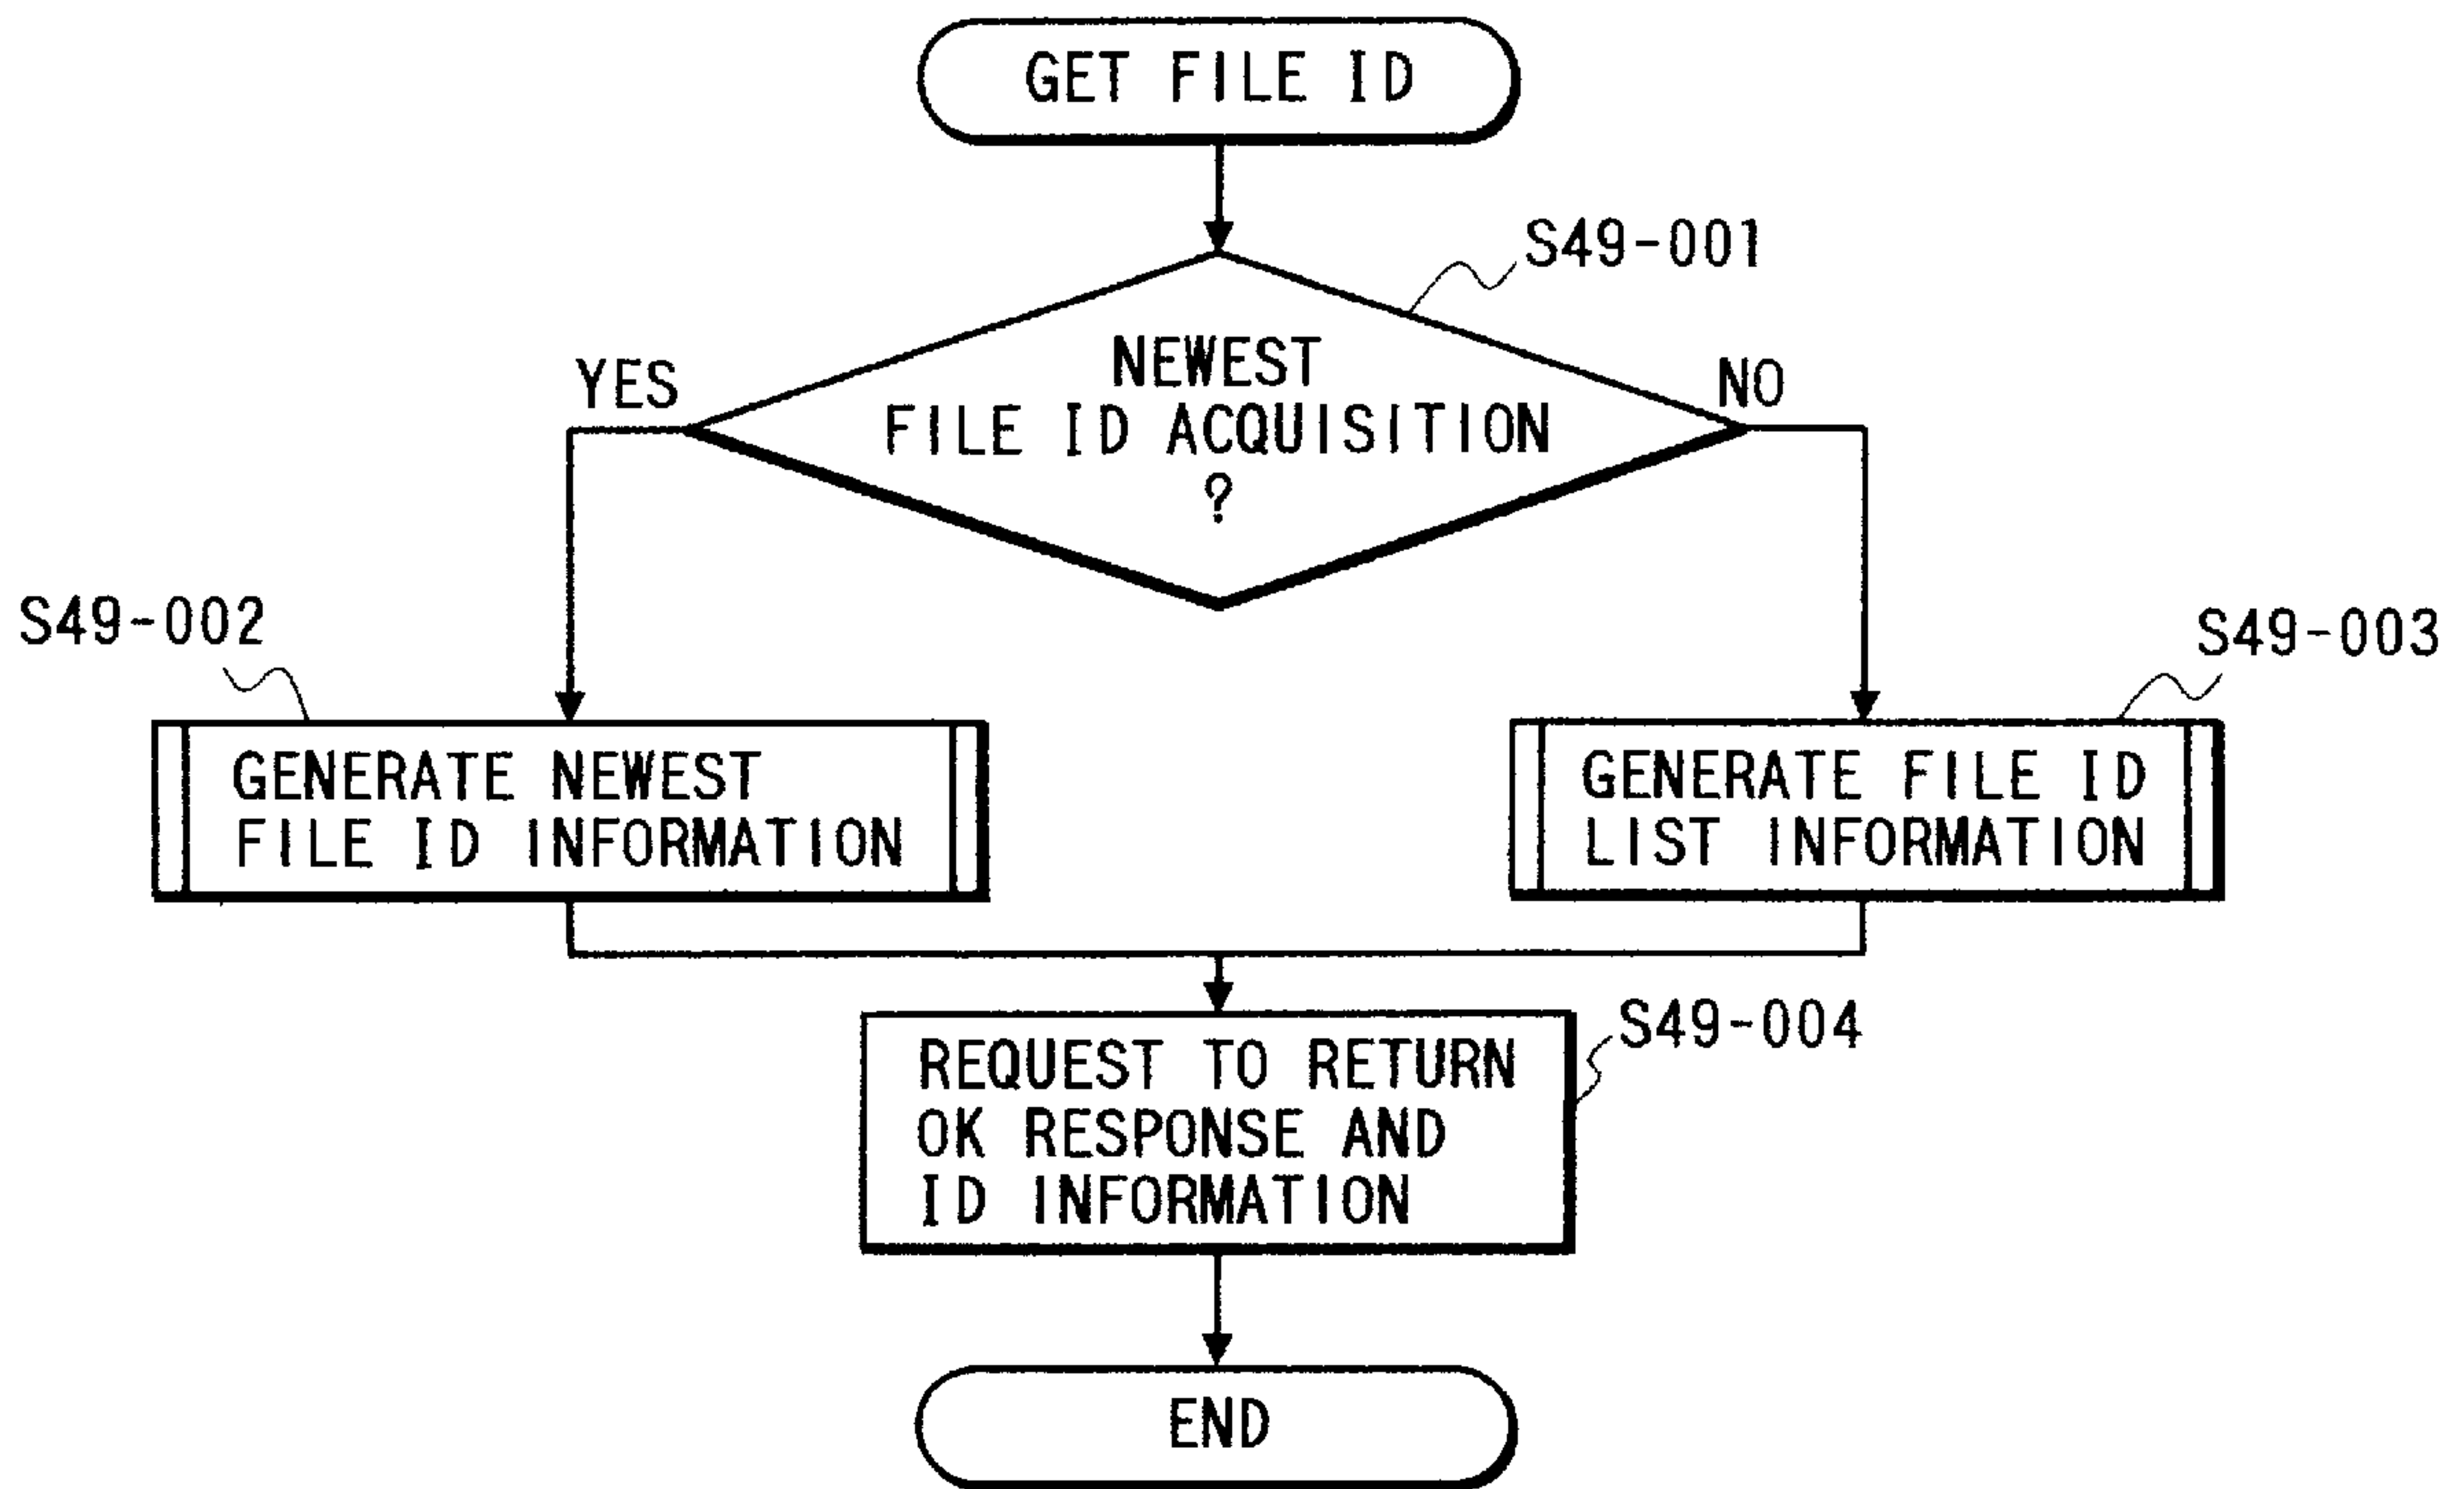 GET FILE ID
S49-001
NEWEST
FILE ID ACQUISITION
?
YES
NO
S49-002
S49-003
GENERATE NEWEST
FILE ID INFORMATION
GENERATE FILE ID
LIST INFORMATION
S49-004
REQUEST TO RETURN
OK RESPONSE AND
ID INFORMATION
END